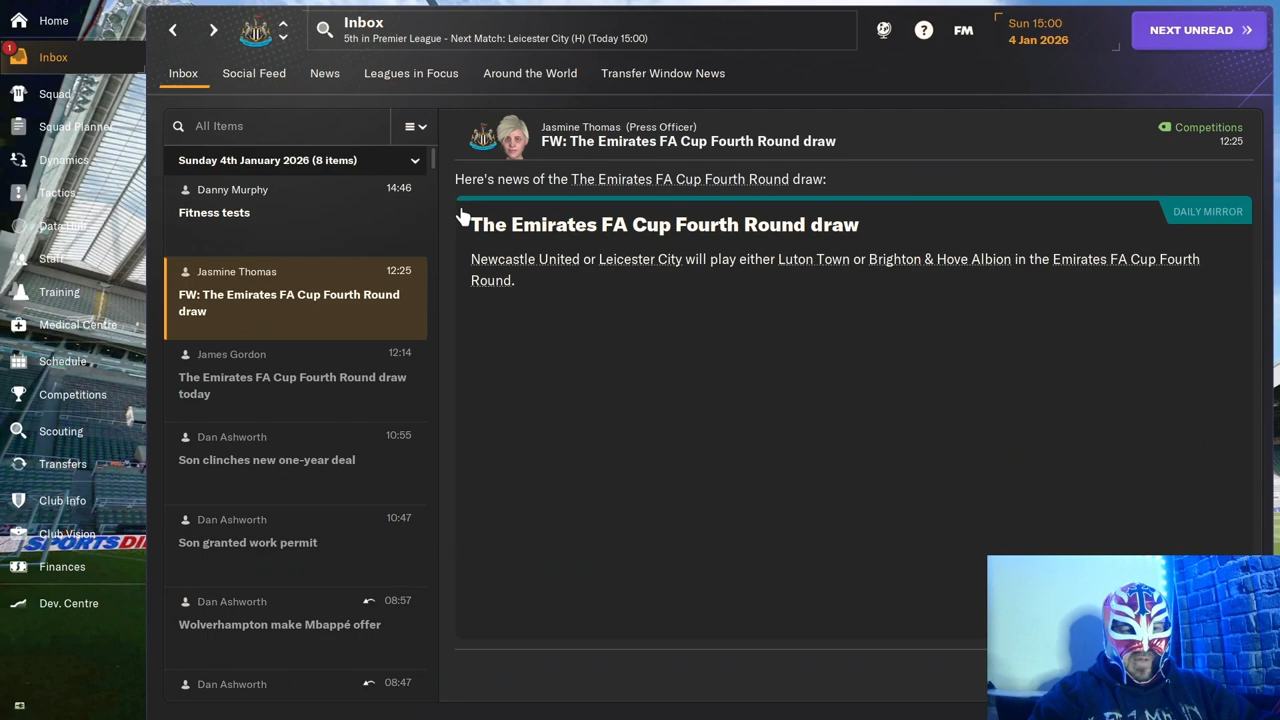 Home
1
Inbox
Squad
Squad Planner
Dynamics
Tactics
Data Hub
Staff
Training
Medical Centre
Schedule
Competitions
Scouting
Transfers
Club Info
Club Vision
Finances
Dev. Centre
SPORTSDI
Inbox
5th in Premier League - Next Match: Leicester City (H) (Today 15:00)
?
FM
Sun 15:00
4 Jan 2026
NEXT UNREAD
Inbox
Social Feed
News
Leagues in Focus
Around the World
Transfer Window News
All Items
Sunday 4th January 2026 (8 items)
Danny Murphy 14:46
Fitness tests
Jasmine Thomas 12:25
FW: The Emirates FA Cup Fourth Round
draw
James Gordon 12:14
The Emirates FA Cup Fourth Round draw
today
Dan Ashworth 10:55
Son clinches new one-year deal
Dan Ashworth 10:47
Son granted work permit
Dan Ashworth 08:57
Wolverhampton make Mbappé offer
Dan Ashworth 08:47
Jasmine Thomas (Press Officer)
FW: The Emirates FA Cup Fourth Round draw
Competitions
12:25
Here's news of the The Emirates FA Cup Fourth Round draw:
DAILY MIRROR
The Emirates FA Cup Fourth Round draw
Newcastle United or Leicester City will play either Luton Town or Brighton & Hove Albion in the Emirates FA Cup Fourth
Round.